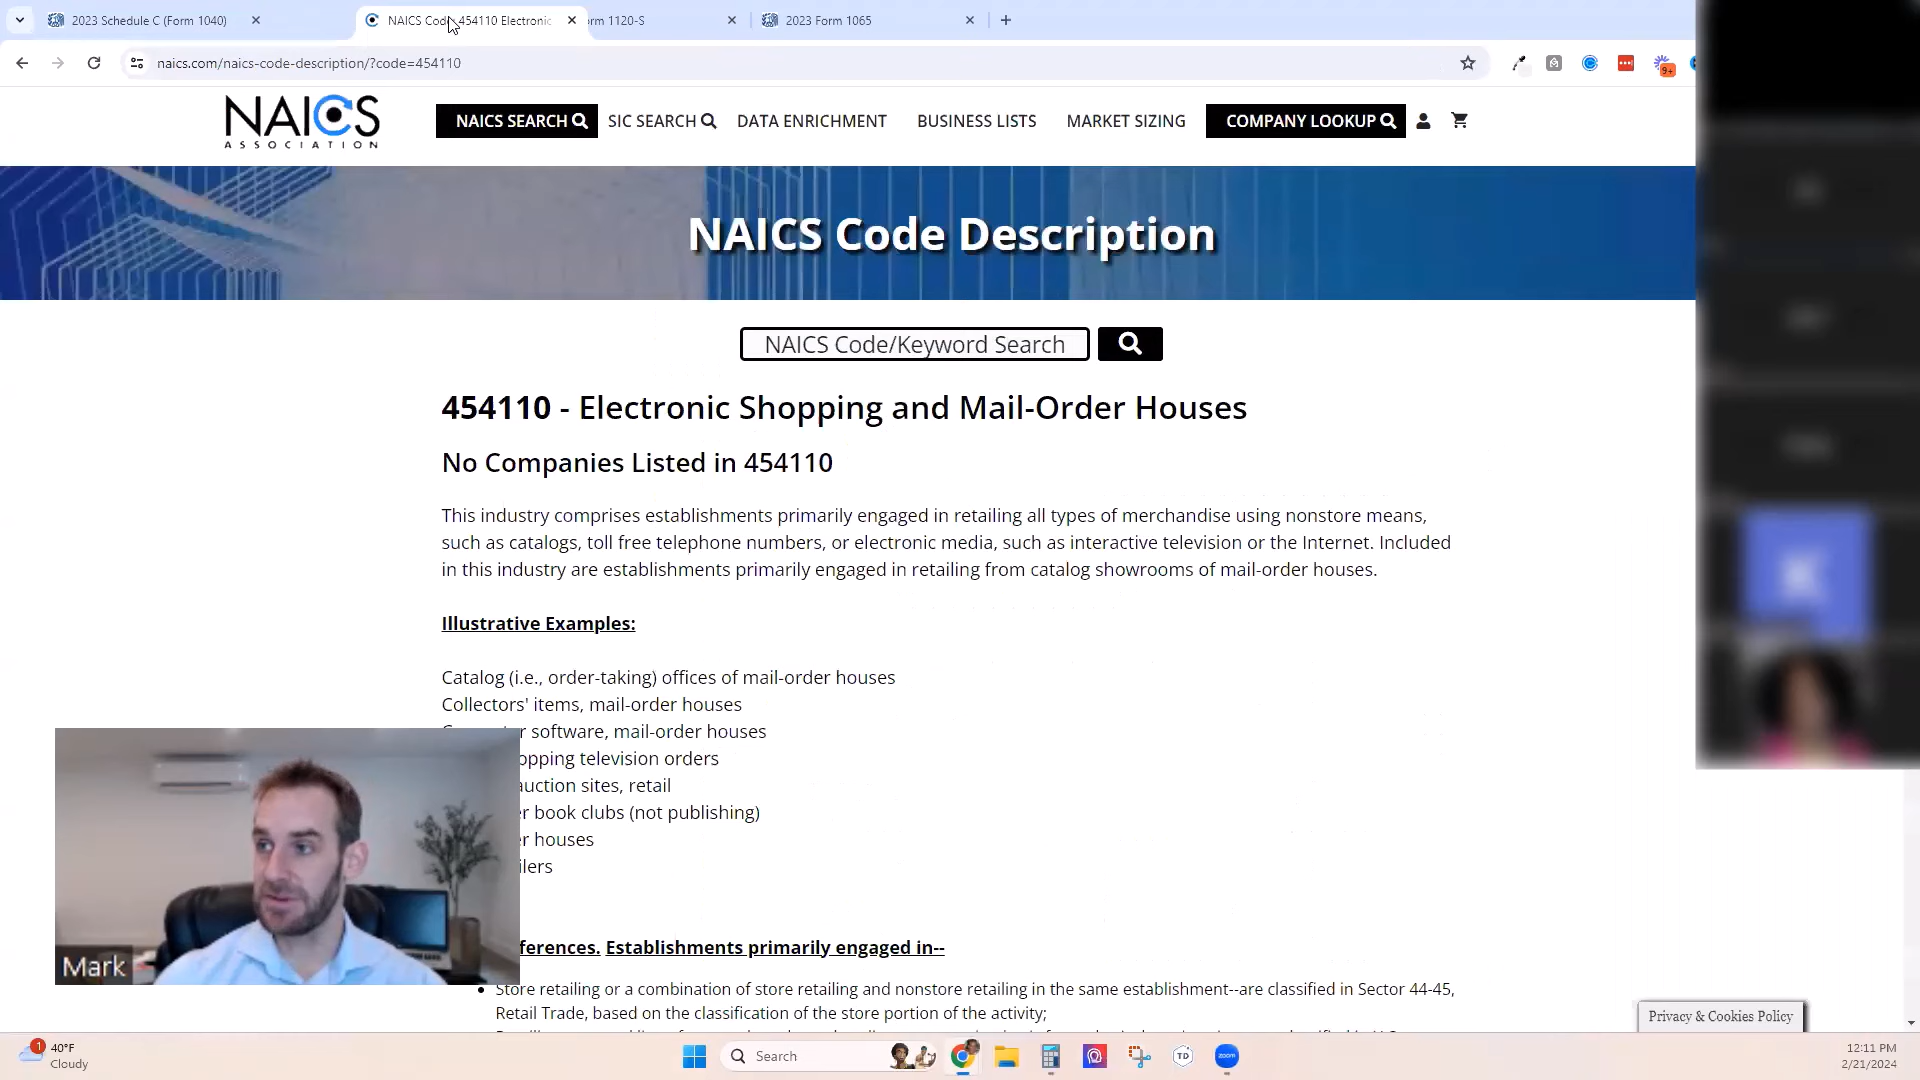 2023 Schedule C (Form 1040)
NAICS Code: 454110 Electronic
rm 1120-S
2023 Form 1065
naics.com/naics-code-description/?code=454110
9+
NAICS
ASSOCIATION
NAICS SEARCH
SIC SEARCH
DATA ENRICHMENT
BUSINESS LISTS
MARKET SIZING
COMPANY LOOKUP
NAICS Code Description
NAICS Code/Keyword Search
454110 - Electronic Shopping and Mail-Order Houses
No Companies Listed in 454110
This industry comprises establishments primarily engaged in retailing all types of merchandise using nonstore means,
such as catalogs, toll free telephone numbers, or electronic media, such as interactive television or the Internet. Included
in this industry are establishments primarily engaged in retailing from catalog showrooms of mail-order houses.
Illustrative Examples:
Catalog (i.e., order-taking) offices of mail-order houses
Collectors' items, mail-order houses
software, mail-order houses
opping television orders
auction sites, retail
r book clubs (not publishing)
r houses
ilers
ferences. Establishments primarily engaged in--
• Store retailing or a combination of store retailing and nonstore retailing in the same establishment--are classified in Sector 44-45,
Retail Trade, based on the classification of the store portion of the activity;
Mark
Privacy & Cookies Policy
1
40°F
Cloudy
Search
TD
zoom
12:11 PM
2/21/2024